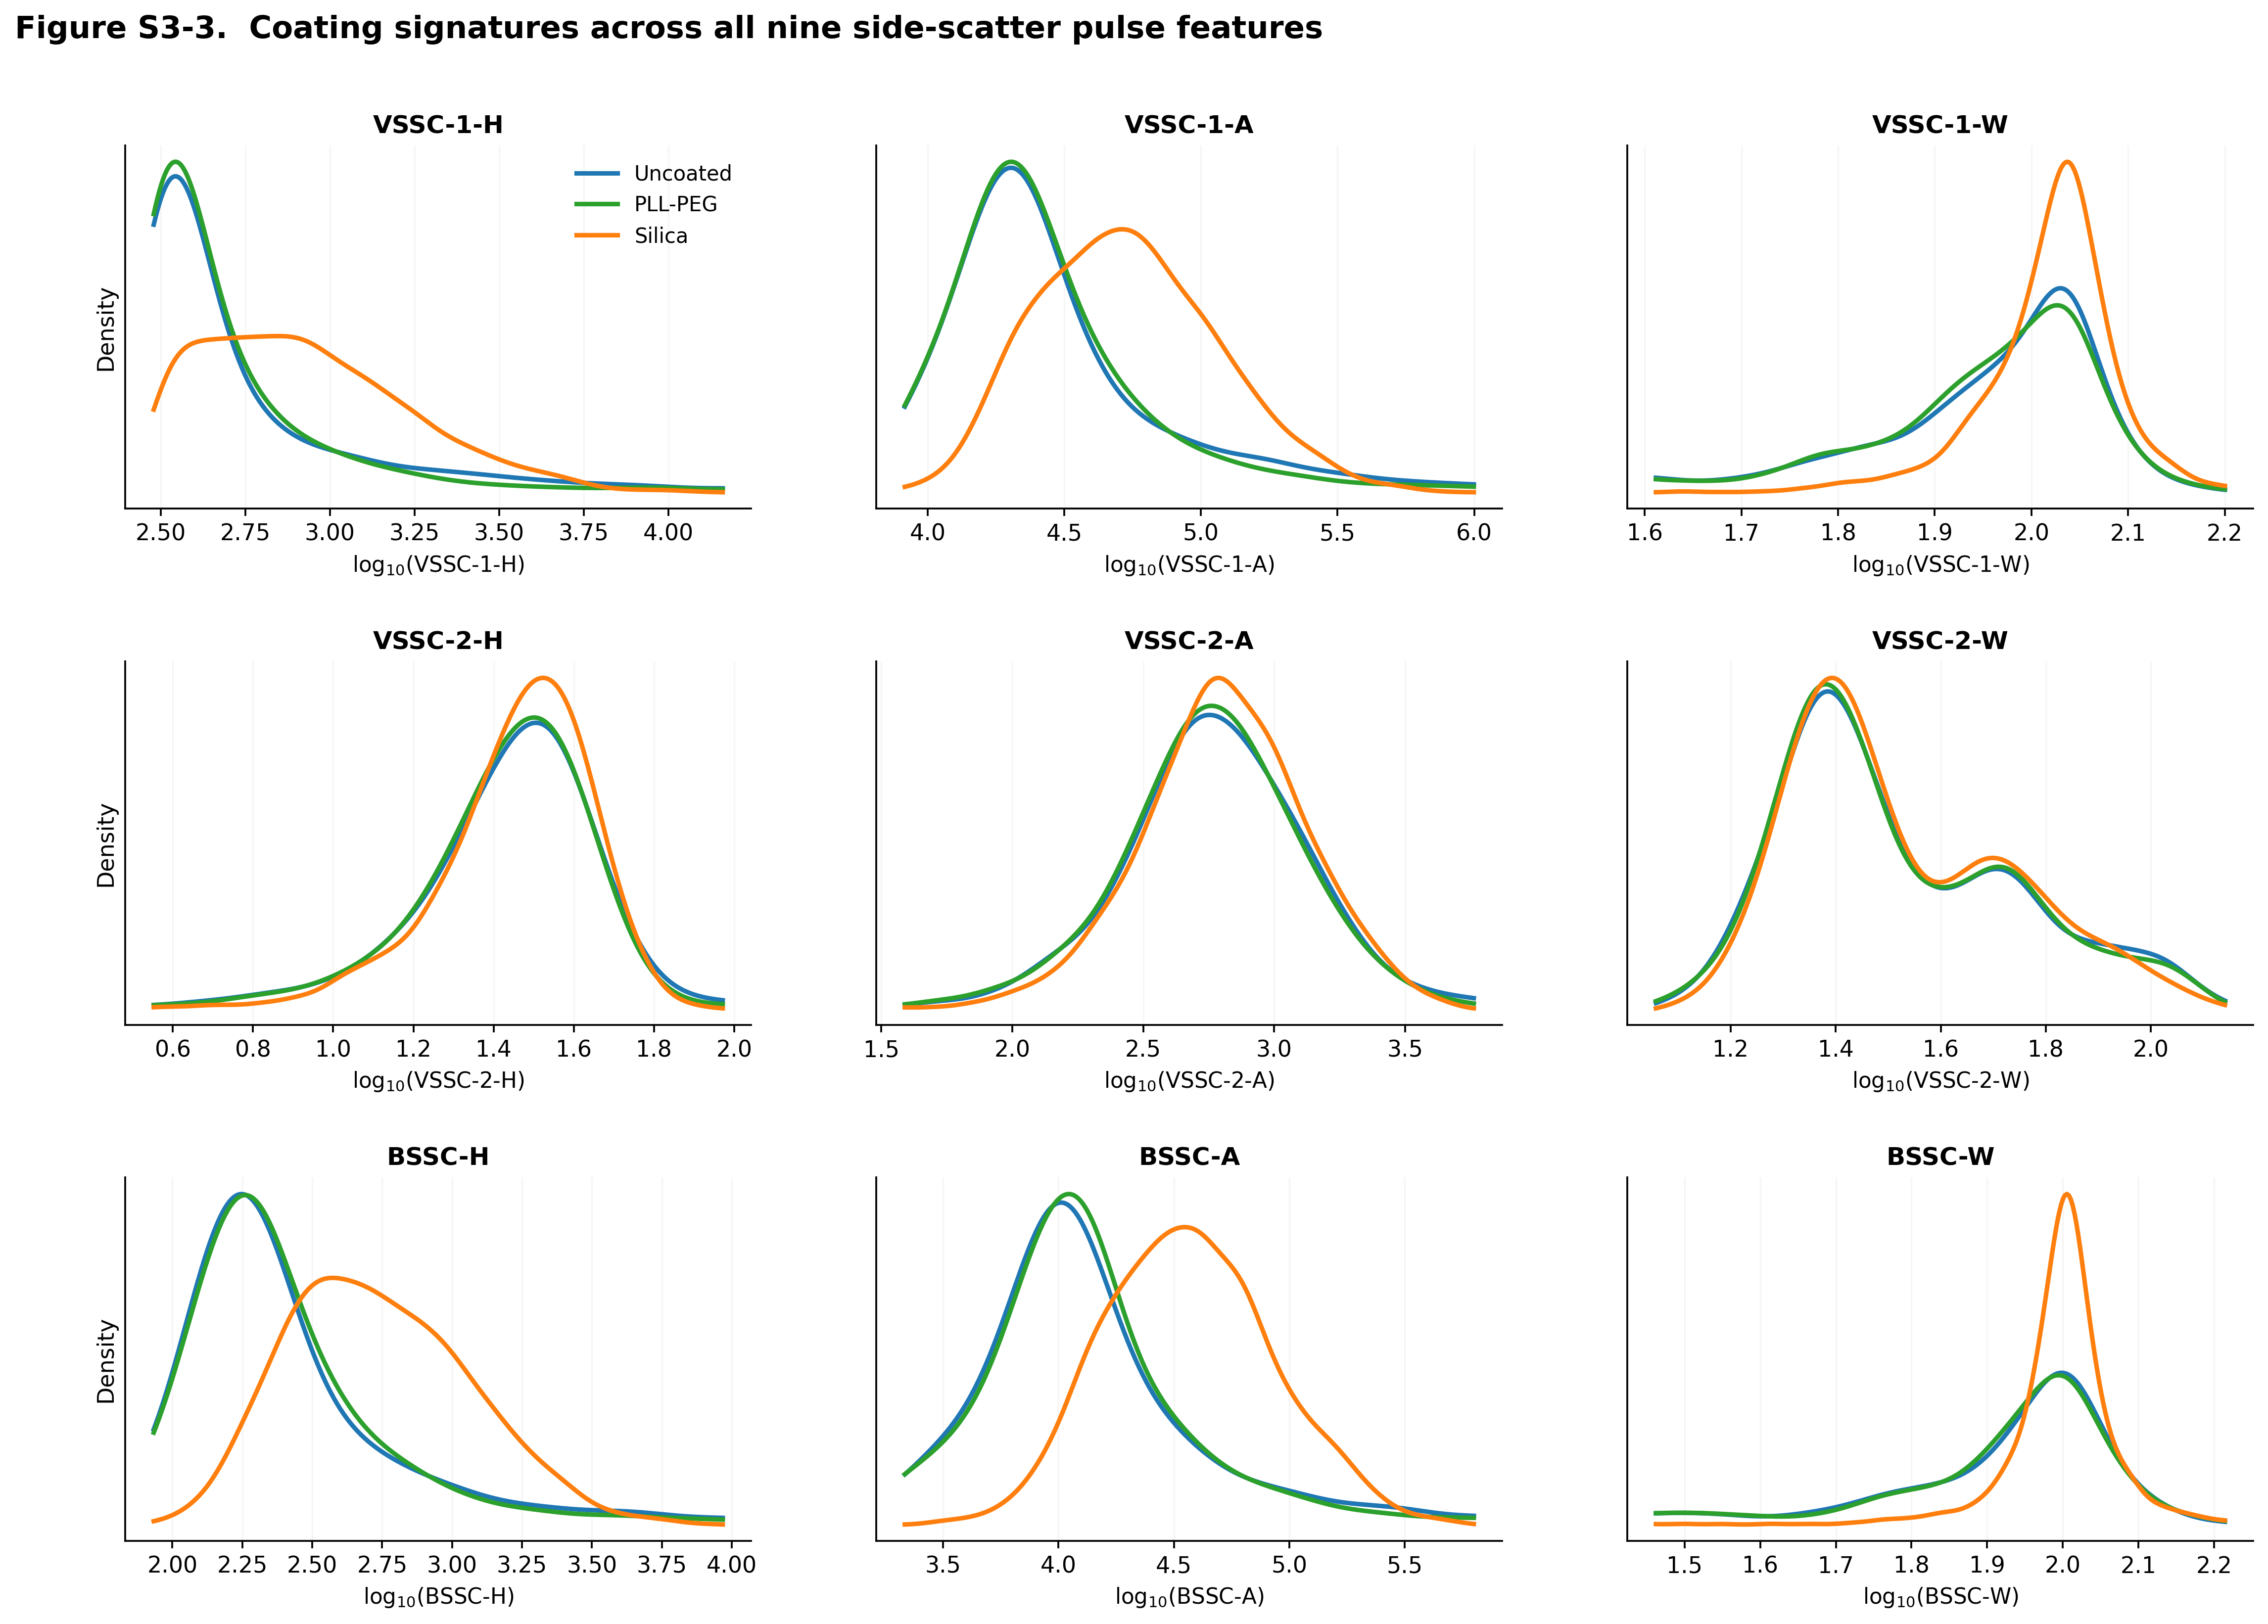 Figure S3-3.  Coating signatures across all nine side-scatter pulse features
VSSC-1-H
Density
Uncoated
PLL-PEG
Silica
2.50 2.75 3.00 3.25 3.50 3.75 4.00
log₁₀(VSSC-1-H)
VSSC-1-A
4.0 4.5 5.0 5.5 6.0
log₁₀(VSSC-1-A)
VSSC-1-W
1.6 1.7 1.8 1.9 2.0 2.1 2.2
log₁₀(VSSC-1-W)
VSSC-2-H
Density
0.6 0.8 1.0 1.2 1.4 1.6 1.8 2.0
log₁₀(VSSC-2-H)
VSSC-2-A
1.5 2.0 2.5 3.0 3.5
log₁₀(VSSC-2-A)
VSSC-2-W
1.2 1.4 1.6 1.8 2.0
log₁₀(VSSC-2-W)
BSSC-H
Density
2.00 2.25 2.50 2.75 3.00 3.25 3.50 3.75 4.00
log₁₀(BSSC-H)
BSSC-A
3.5 4.0 4.5 5.0 5.5
log₁₀(BSSC-A)
BSSC-W
1.5 1.6 1.7 1.8 1.9 2.0 2.1 2.2
log₁₀(BSSC-W)